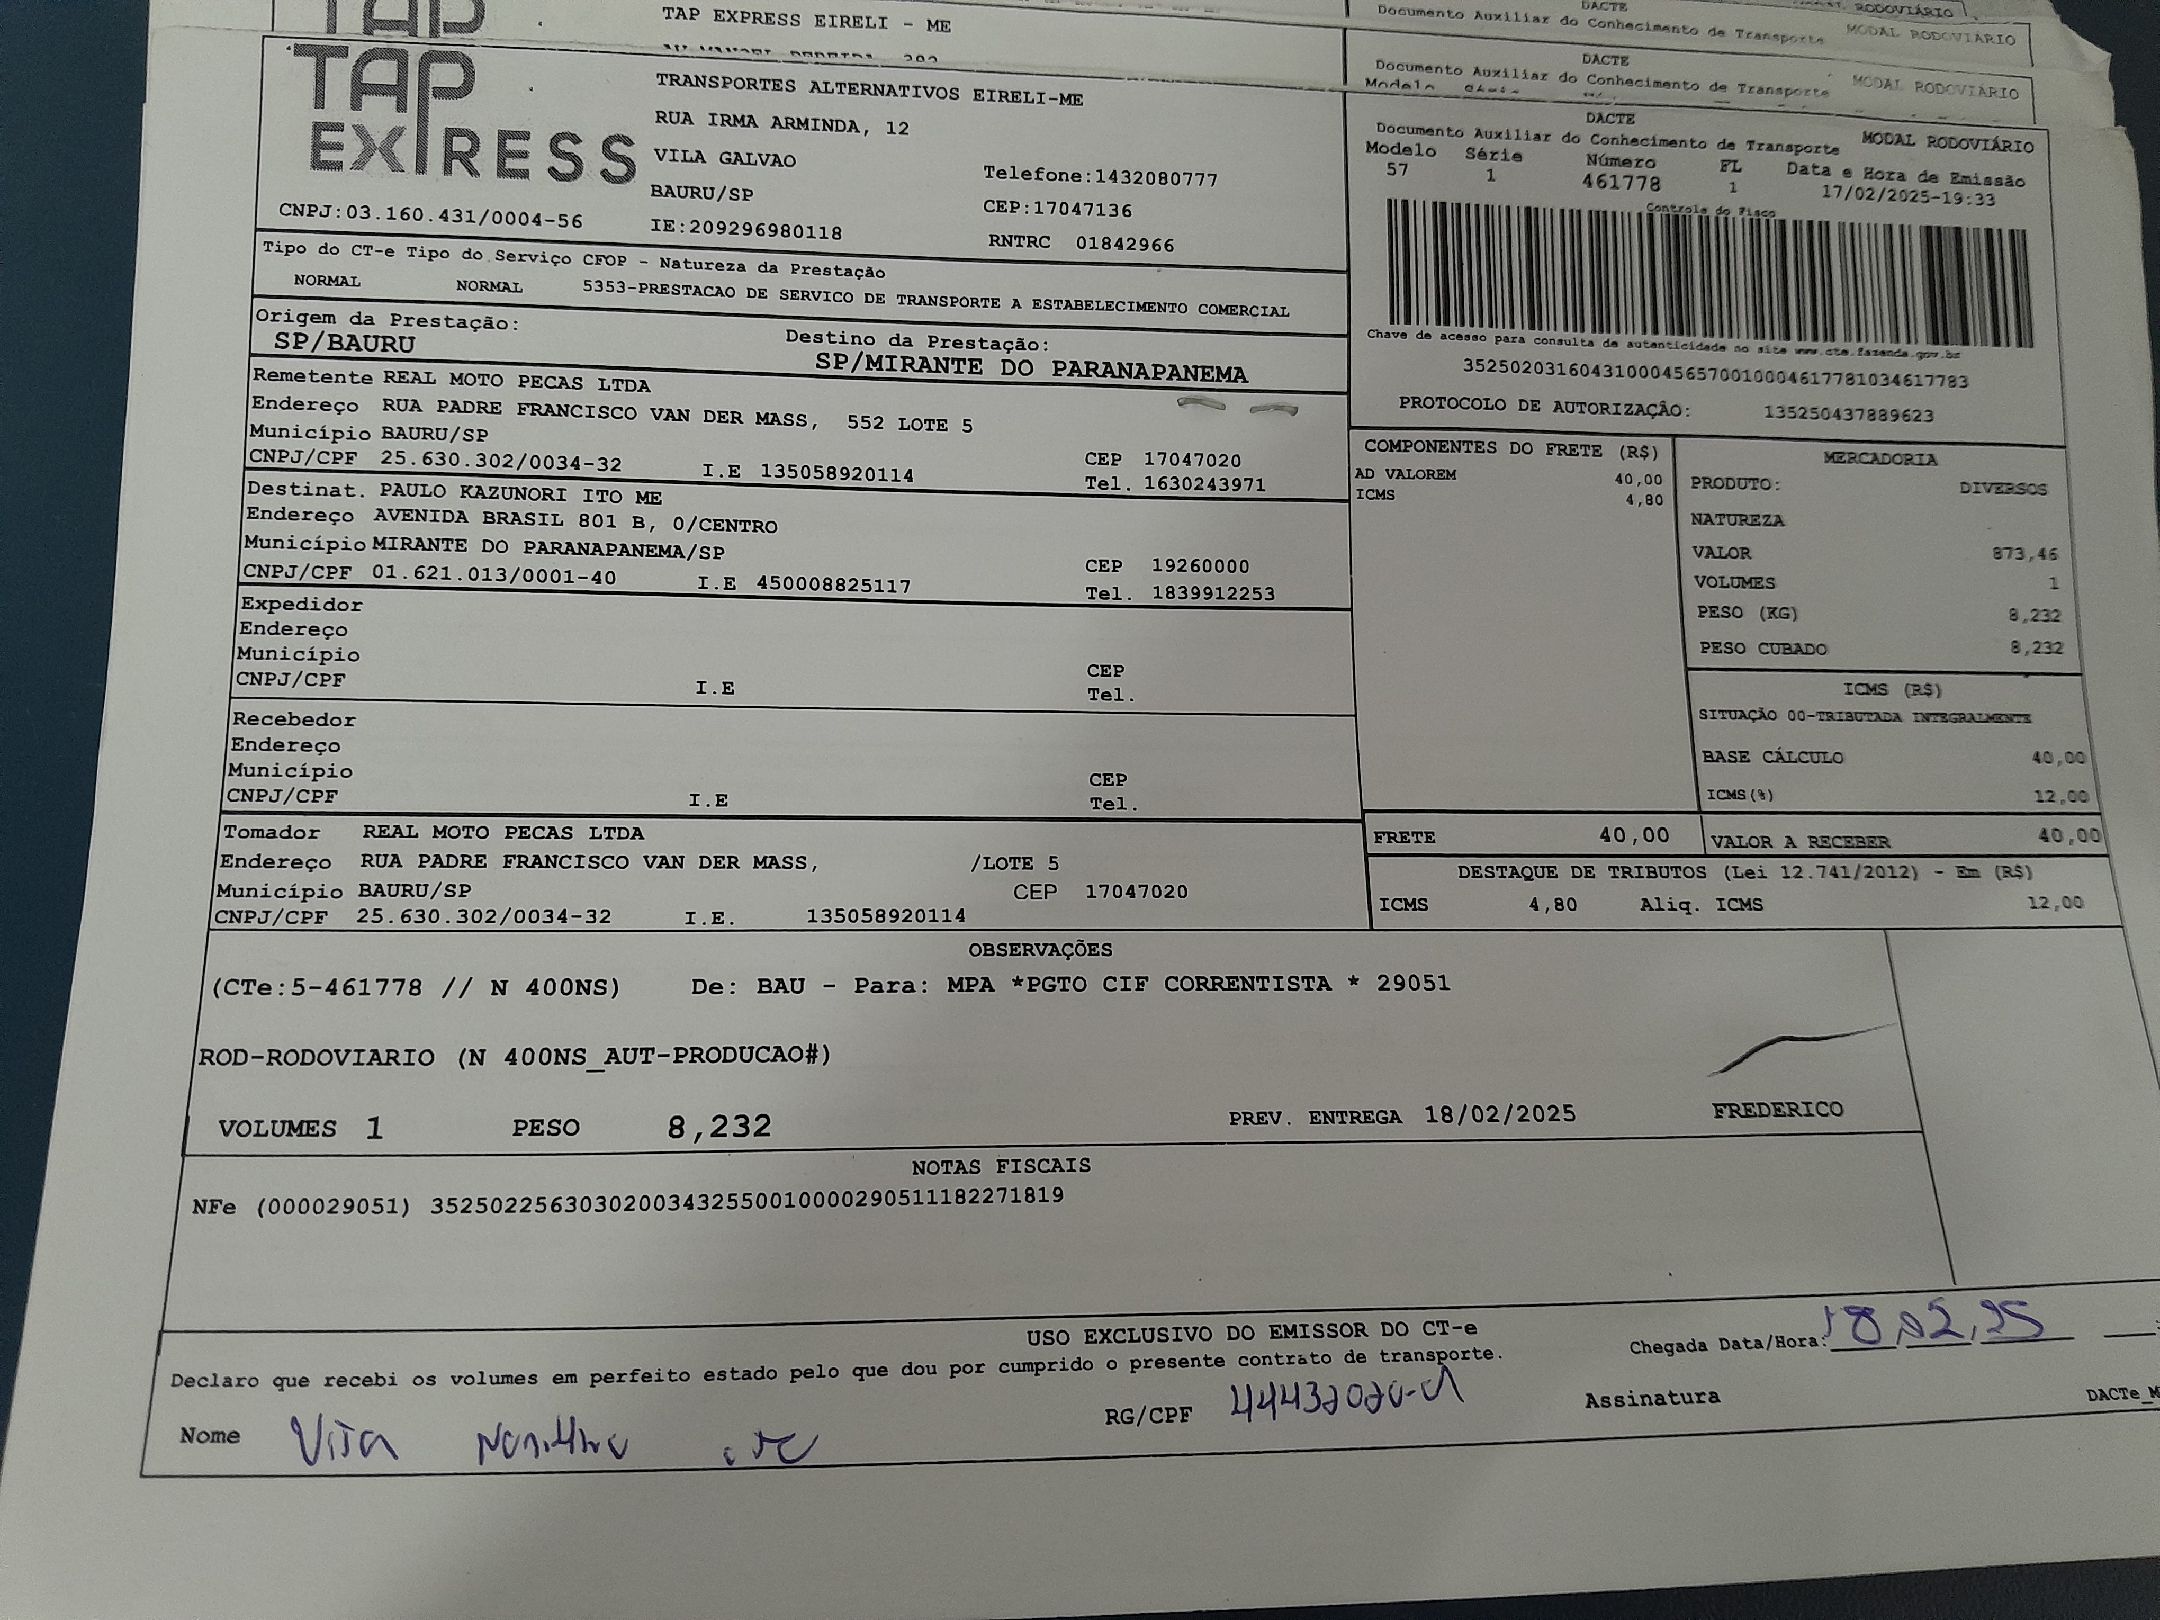 TAP EXPRESS EIRELI - ME
DACTE
MODAL RODOVIÁRIO
Documento Auxiliar do Conhecimento de Transporte
MODAL RODOVIÁRIO
DACTE
Documento Auxiliar do Conhecimento de Transporte
MODAL RODOVIÁRIO
Modelo
TAP
EXPRESS
CNPJ:03.160.431/0004-56
TRANSPORTES ALTERNATIVOS EIRELI-ME
RUA IRMA ARMINDA, 12
VILA GALVAO
Telefone:1432080777
BAURU/SP
CEP:17047136
IE:209296980118
RNTRC 01842966
DACTE
Documento Auxiliar do Conhecimento de Transporte
MODAL RODOVIÁRIO
Modelo Série Número FL Data e Hora de Emissão
57 1 461778 1 17/02/2025-19:33
Controle do Fisco
Chave de acesso para consulta de autenticidade no site www.cte.fazenda.gov.br
35250203160431000456570010004617781034617783
PROTOCOLO DE AUTORIZAÇÃO: 135250437889623
Tipo do CT-e Tipo do Serviço CFOP - Natureza da Prestação
NORMAL NORMAL 5353-PRESTACAO DE SERVICO DE TRANSPORTE A ESTABELECIMENTO COMERCIAL
Origem da Prestação: Destino da Prestação:
SP/BAURU SP/MIRANTE DO PARANAPANEMA
Remetente REAL MOTO PECAS LTDA
Endereço RUA PADRE FRANCISCO VAN DER MASS, 552 LOTE 5
Município BAURU/SP CEP 17047020
CNPJ/CPF 25.630.302/0034-32 I.E 135058920114 Tel. 1630243971
Destinat. PAULO KAZUNORI ITO ME
Endereço AVENIDA BRASIL 801 B, 0/CENTRO
Município MIRANTE DO PARANAPANEMA/SP CEP 19260000
CNPJ/CPF 01.621.013/0001-40 I.E 450008825117 Tel. 1839912253
Expedidor
Endereço
Município CEP
CNPJ/CPF I.E Tel.
Recebedor
Endereço
Município CEP
CNPJ/CPF I.E Tel.
Tomador REAL MOTO PECAS LTDA
Endereço RUA PADRE FRANCISCO VAN DER MASS, /LOTE 5
Município BAURU/SP CEP 17047020
CNPJ/CPF 25.630.302/0034-32 I.E. 135058920114
COMPONENTES DO FRETE (R$)
AD VALOREM 40,00
ICMS 4,80
MERCADORIA
PRODUTO: DIVERSOS
NATUREZA
VALOR 873,46
VOLUMES 1
PESO (KG) 8,232
PESO CUBADO 8,232
ICMS (R$)
SITUAÇÃO 00-TRIBUTADA INTEGRALMENTE
BASE CÁLCULO 40,00
ICMS(%) 12,00
FRETE 40,00 VALOR A RECEBER 40,00
DESTAQUE DE TRIBUTOS (Lei 12.741/2012) - Em (R$)
ICMS 4,80 Aliq. ICMS 12,00
OBSERVAÇÕES
(CTe:5-461778 // N 400NS) De: BAU - Para: MPA *PGTO CIF CORRENTISTA * 29051
ROD-RODOVIARIO (N 400NS_AUT-PRODUCAO#)
VOLUMES 1 PESO 8,232 PREV. ENTREGA 18/02/2025 FREDERICO
NOTAS FISCAIS
NFe (000029051) 35250225630302003432550010000290511182271819
USO EXCLUSIVO DO EMISSOR DO CT-e
Chegada Data/Hora: 18 02 25
Declaro que recebi os volumes em perfeito estado pelo que dou por cumprido o presente contrato de transporte.
Nome
RG/CPF
Assinatura